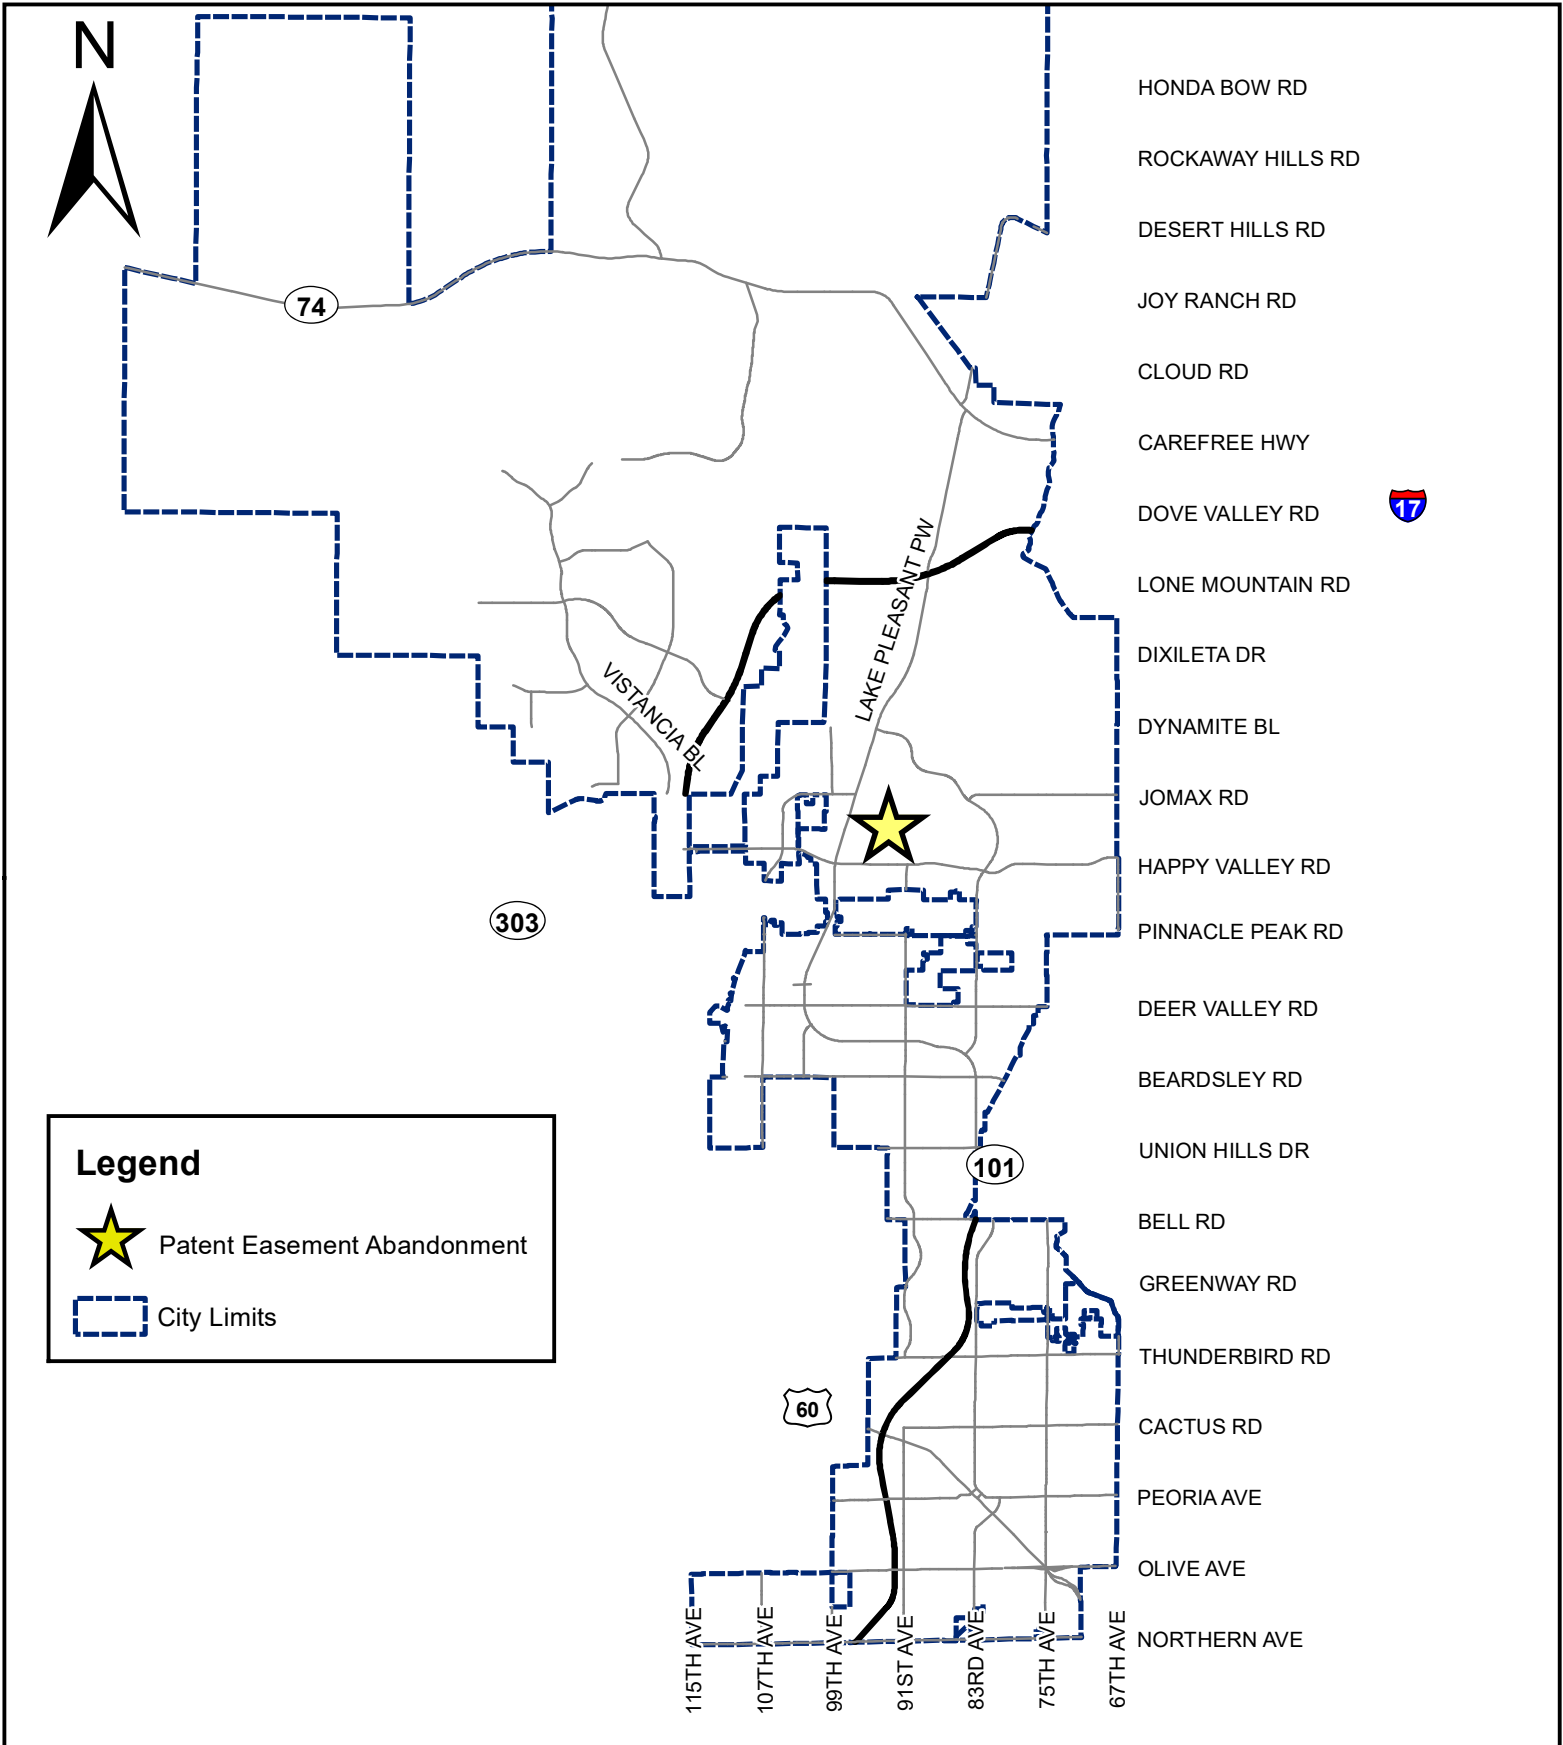 N
HONDA BOW RD
ROCKAWAY HILLS RD
DESERT HILLS RD
JOY RANCH RD
74
CLOUD RD
CAREFREE HWY
DOVE VALLEY RD
17
LONE MOUNTAIN RD
LAKE PLEASANT PW
DIXILETA DR
VISTANCIA BL
DYNAMITE BL
JOMAX RD
HAPPY VALLEY RD
303
PINNACLE PEAK RD
DEER VALLEY RD
BEARDSLEY RD
UNION HILLS DR
101
Legend
Patent Easement Abandonment
City Limits
BELL RD
GREENWAY RD
THUNDERBIRD RD
60
CACTUS RD
PEORIA AVE
OLIVE AVE
NORTHERN AVE
115TH AVE
107TH AVE
99TH AVE
91ST AVE
83RD AVE
75TH AVE
67TH AVE